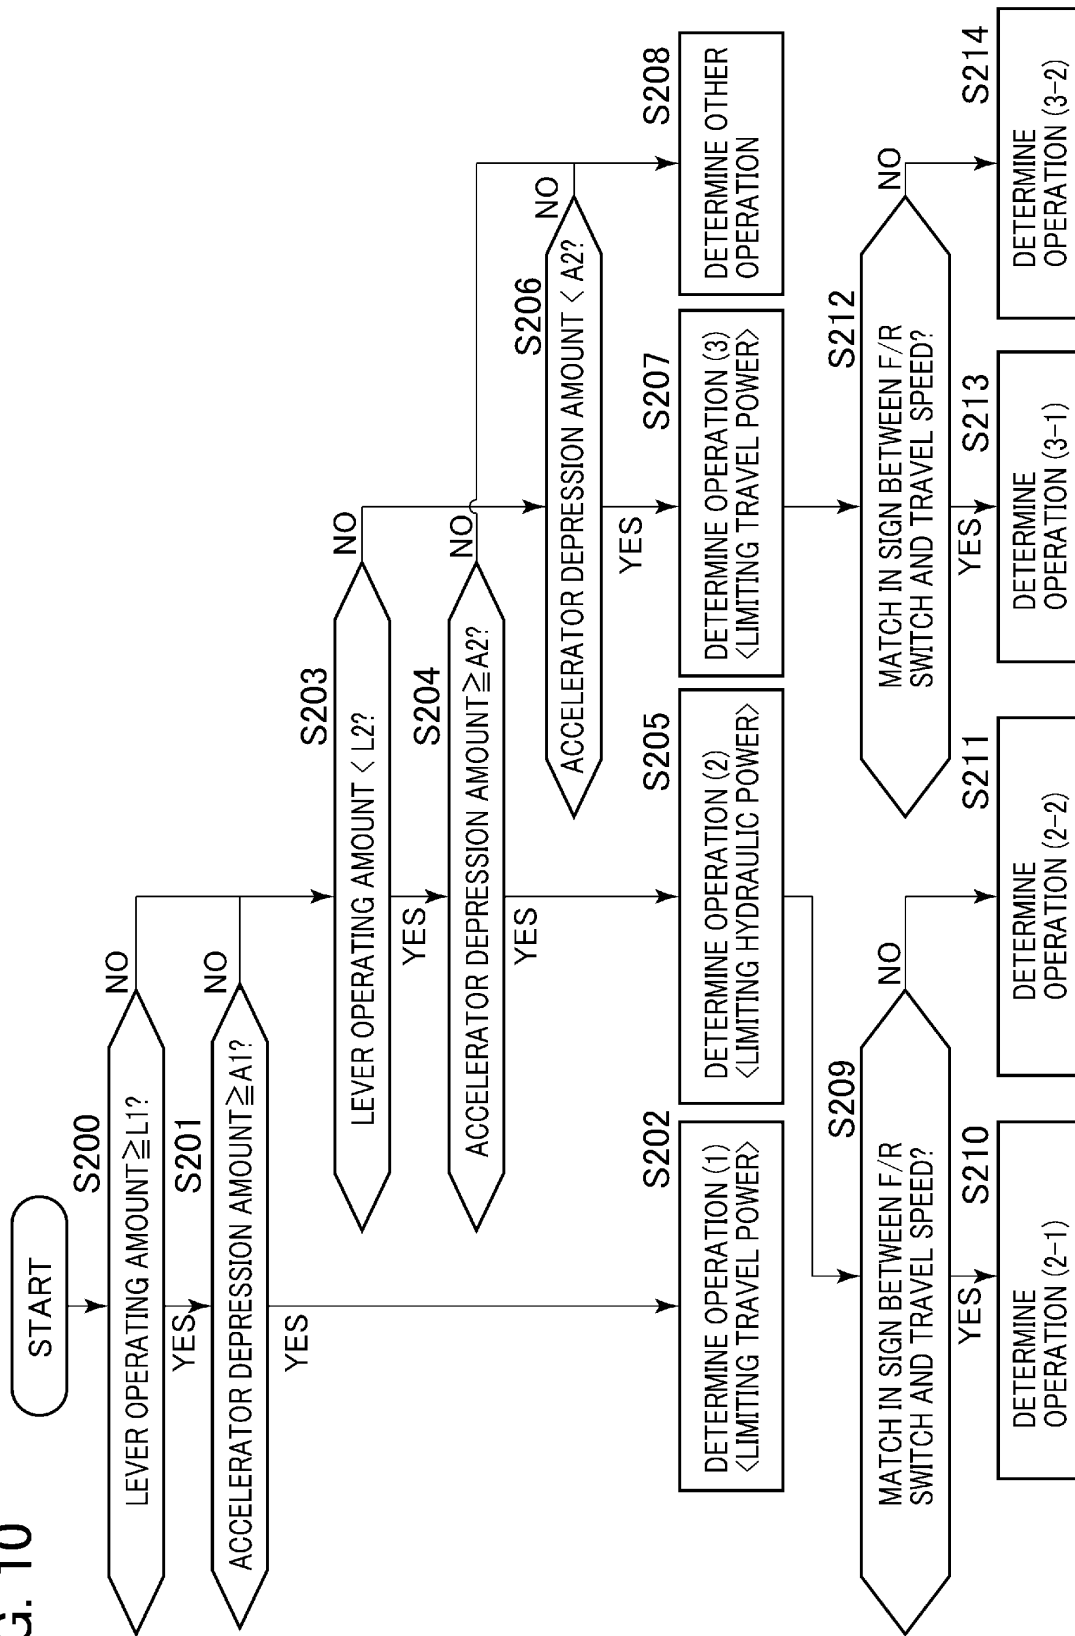 G. 10
START
S200
LEVER OPERATING AMOUNT≧L1?
NO
YES
S201
ACCELERATOR DEPRESSION AMOUNT≧A1?
NO
YES
S203
LEVER OPERATING AMOUNT < L2?
NO
YES
S204
ACCELERATOR DEPRESSION AMOUNT≧A2?
NO
YES
S206
ACCELERATOR DEPRESSION AMOUNT < A2?
NO
YES
S202
DETERMINE OPERATION (1)
<LIMITING TRAVEL POWER>
S205
DETERMINE OPERATION (2)
<LIMITING HYDRAULIC POWER>
S207
DETERMINE OPERATION (3)
<LIMITING TRAVEL POWER>
S208
DETERMINE OTHER
OPERATION
S209
MATCH IN SIGN BETWEEN F/R
SWITCH AND TRAVEL SPEED?
NO
YES
S212
MATCH IN SIGN BETWEEN F/R
SWITCH AND TRAVEL SPEED?
NO
YES
S210
DETERMINE
OPERATION (2-1)
S211
DETERMINE
OPERATION (2-2)
S213
DETERMINE
OPERATION (3-1)
S214
DETERMINE
OPERATION (3-2)